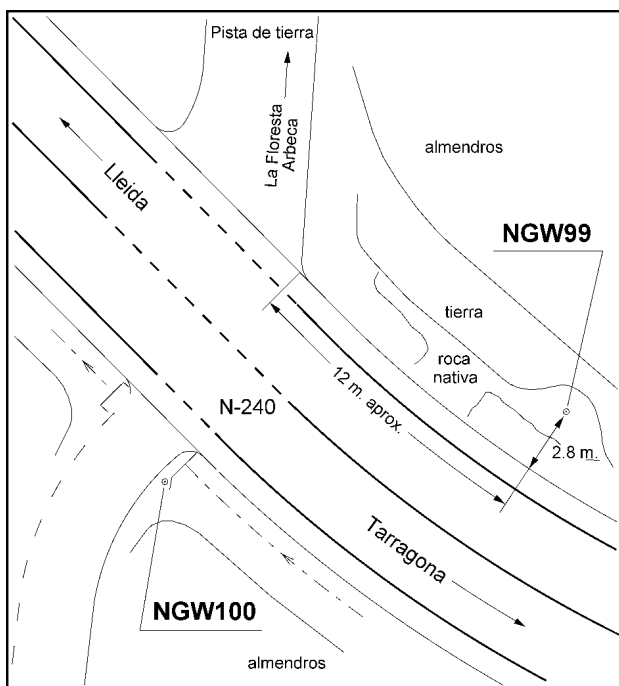 Pista de tierra
La Floresta
Arbeca
almendros
Lleida
NGW99
tierra
roca
nativa
12 m. aprox.
N-240
2.8 m.
Tarragona
NGW100
almendros